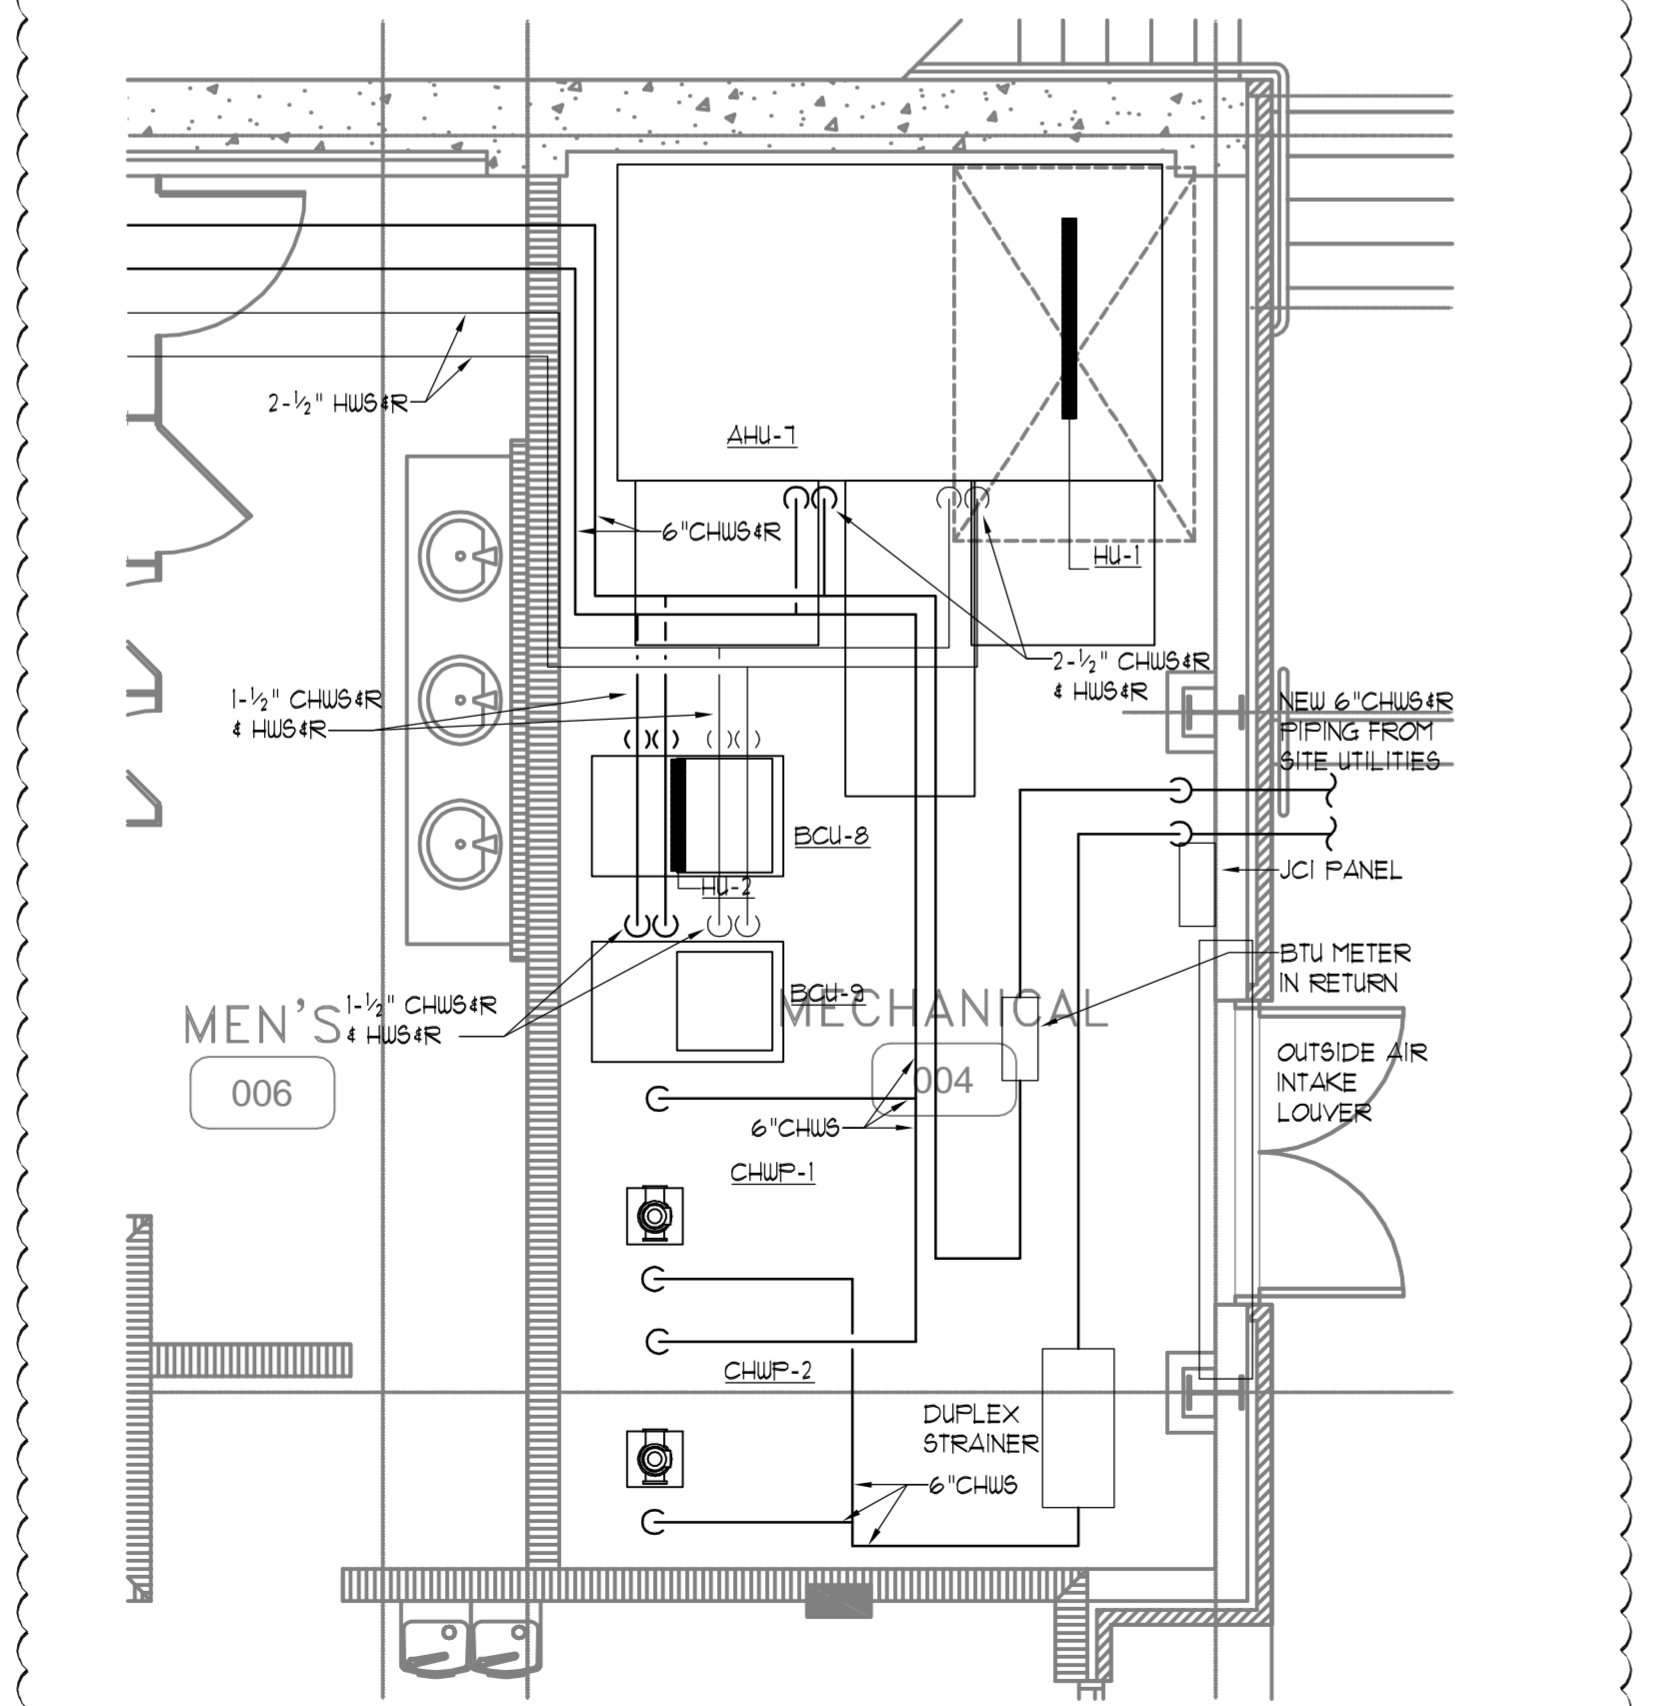 2-½" HWS&R
AHU-7
6"CHWS&R
HU-1
2-½" CHWS&R
& HWS&R
1-½" CHWS&R
& HWS&R
NEW 6"CHWS&R
PIPING FROM
SITE UTILITIES
BCU-8
JCI PANEL
HU-2
BTU METER
IN RETURN
BCU-9
MECHANICAL
004
MEN'S
006
1-½" CHWS&R
& HWS&R
OUTSIDE AIR
INTAKE
LOUVER
6"CHWS
CHWP-1
CHWP-2
DUPLEX
STRAINER
6"CHWS